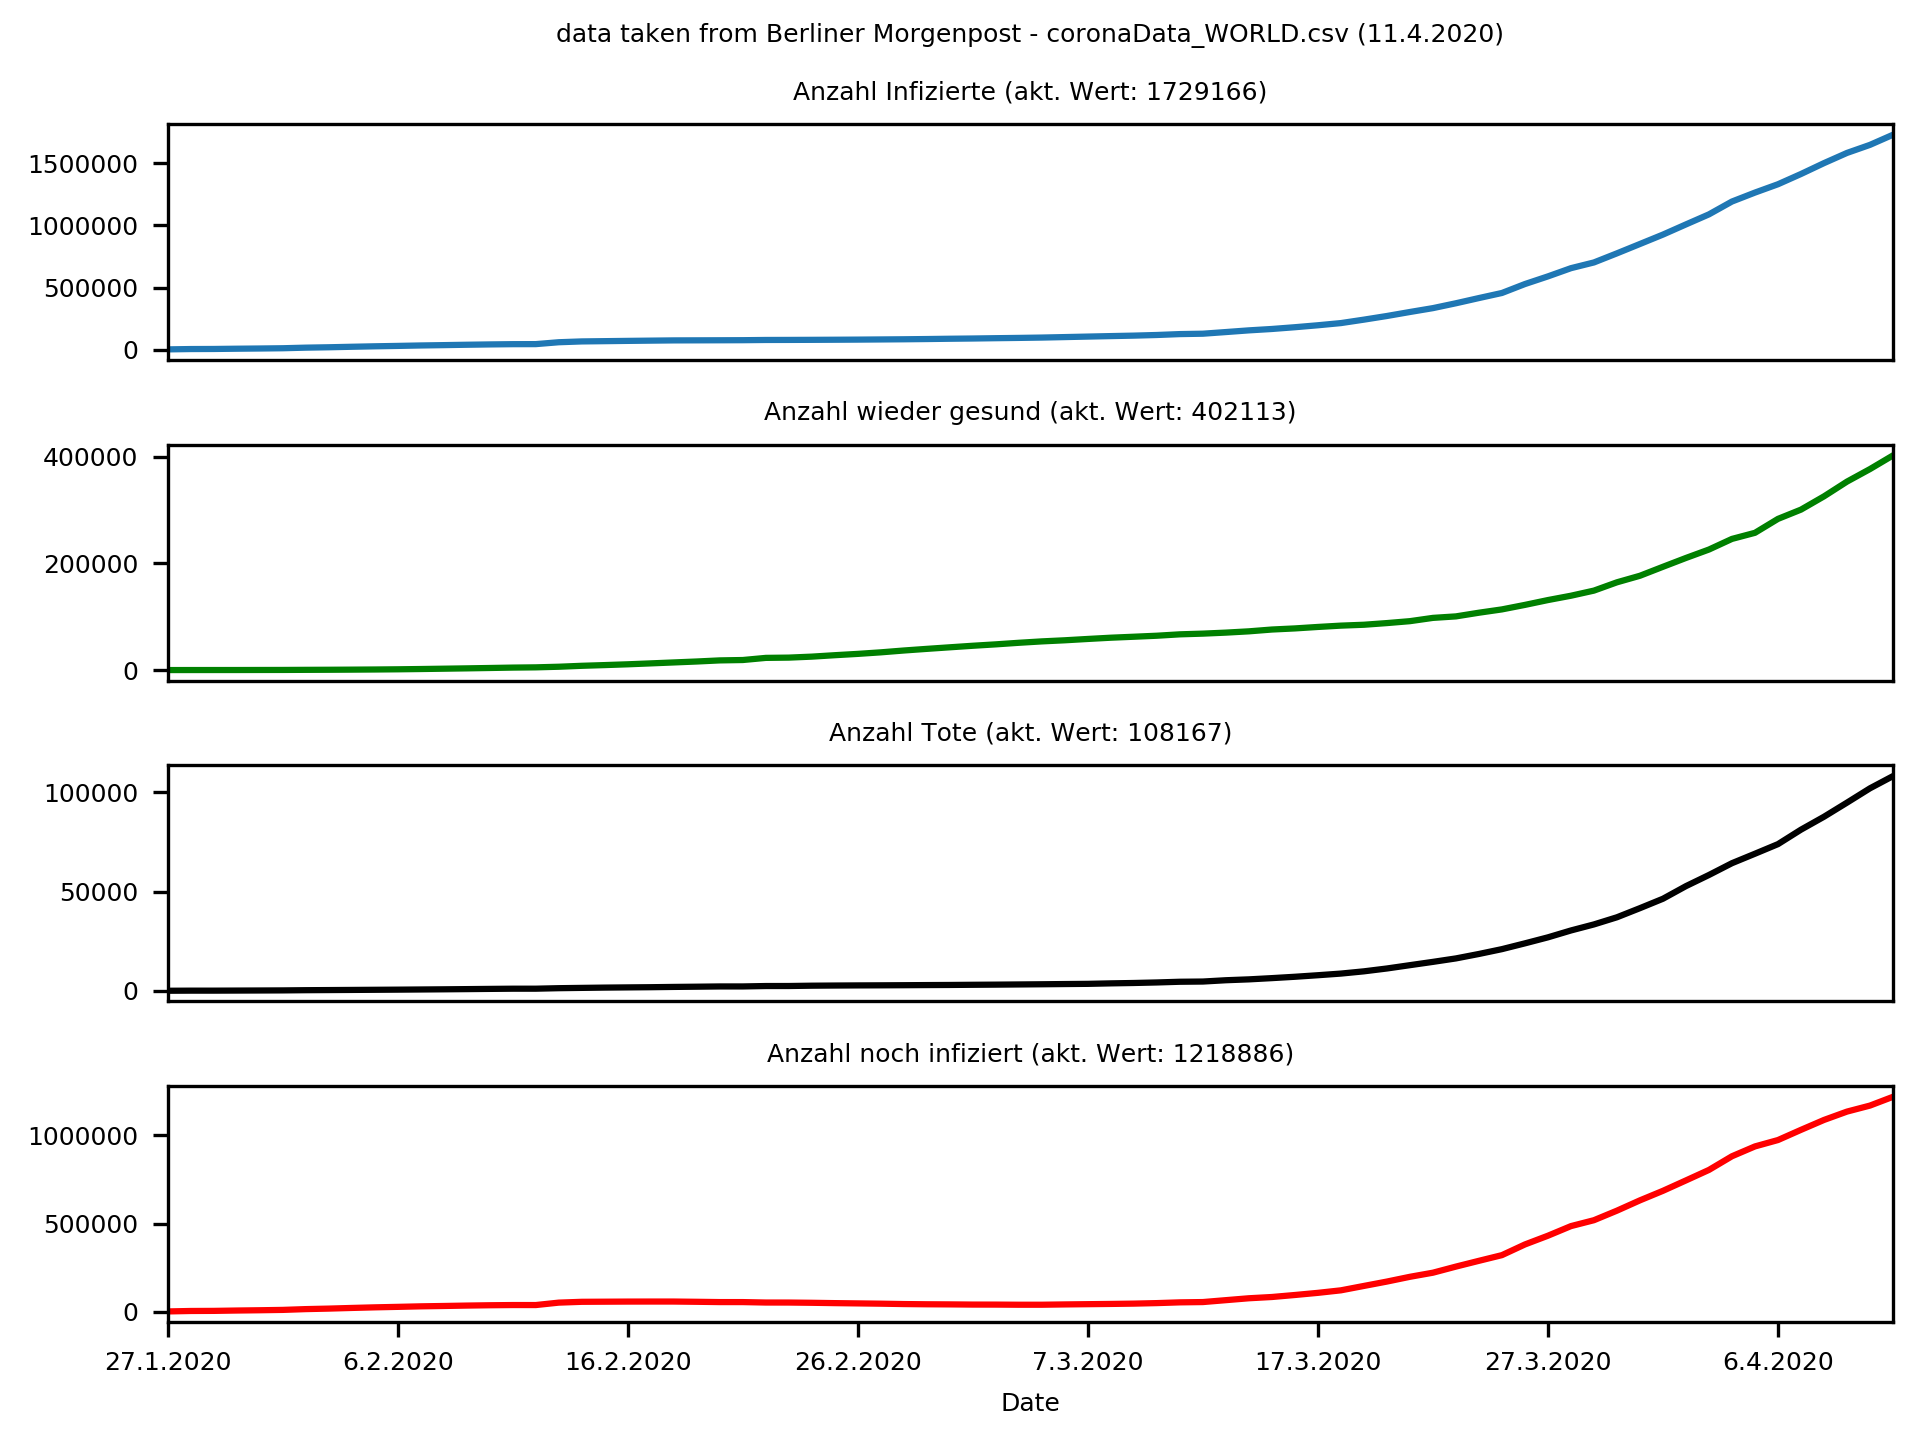 data taken from Berliner Morgenpost - coronaData_WORLD.csv (11.4.2020)
Anzahl Infizierte (akt. Wert: 1729166)
1500000
1000000
500000
0
Anzahl wieder gesund (akt. Wert: 402113)
400000
200000
0
Anzahl Tote (akt. Wert: 108167)
100000
50000
0
Anzahl noch infiziert (akt. Wert: 1218886)
1000000
500000
0
27.1.2020 6.2.2020 16.2.2020 26.2.2020 7.3.2020 17.3.2020 27.3.2020 6.4.2020
Date